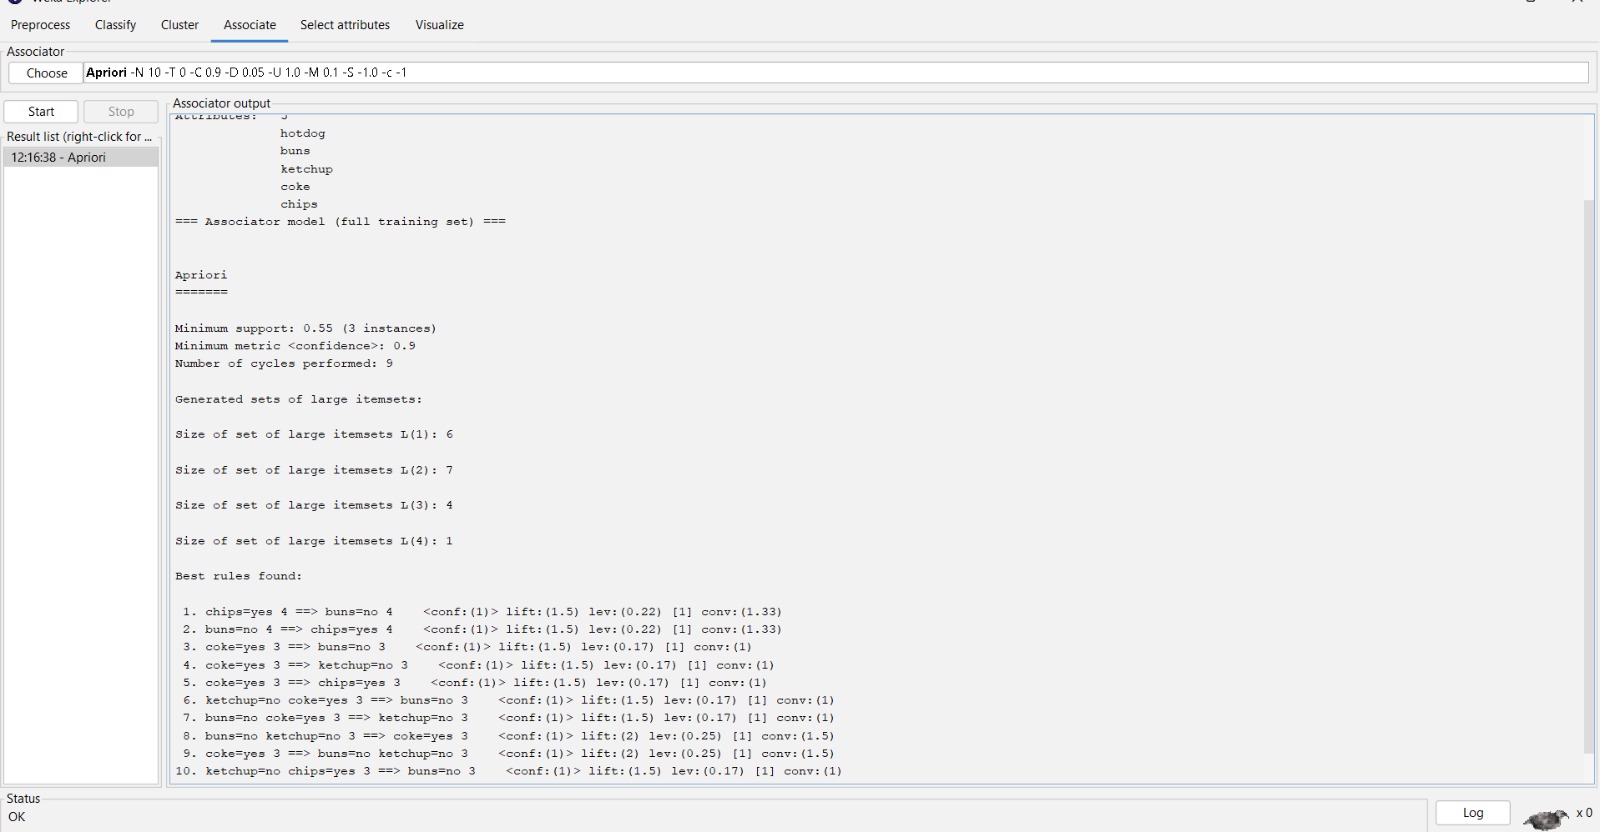 Weka Explorer
Preprocess Classify Cluster Associate Select attributes Visualize
Associator
Choose Apriori -N 10 -T 0 -C 0.9 -D 0.05 -U 1.0 -M 0.1 -S -1.0 -c -1
Start Stop
Associator output
Result list (right-click for ...
12:16:38 - Apriori
Attributes: 5
hotdog
buns
ketchup
coke
chips
=== Associator model (full training set) ===
Apriori
=======
Minimum support: 0.55 (3 instances)
Minimum metric <confidence>: 0.9
Number of cycles performed: 9
Generated sets of large itemsets:
Size of set of large itemsets L(1): 6
Size of set of large itemsets L(2): 7
Size of set of large itemsets L(3): 4
Size of set of large itemsets L(4): 1
Best rules found:
1. chips=yes 4 ==> buns=no 4 <conf:(1)> lift:(1.5) lev:(0.22) [1] conv:(1.33)
2. buns=no 4 ==> chips=yes 4 <conf:(1)> lift:(1.5) lev:(0.22) [1] conv:(1.33)
3. coke=yes 3 ==> buns=no 3 <conf:(1)> lift:(1.5) lev:(0.17) [1] conv:(1)
4. coke=yes 3 ==> ketchup=no 3 <conf:(1)> lift:(1.5) lev:(0.17) [1] conv:(1)
5. coke=yes 3 ==> chips=yes 3 <conf:(1)> lift:(1.5) lev:(0.17) [1] conv:(1)
6. ketchup=no coke=yes 3 ==> buns=no 3 <conf:(1)> lift:(1.5) lev:(0.17) [1] conv:(1)
7. buns=no coke=yes 3 ==> ketchup=no 3 <conf:(1)> lift:(1.5) lev:(0.17) [1] conv:(1)
8. buns=no ketchup=no 3 ==> coke=yes 3 <conf:(1)> lift:(2) lev:(0.25) [1] conv:(1.5)
9. coke=yes 3 ==> buns=no ketchup=no 3 <conf:(1)> lift:(2) lev:(0.25) [1] conv:(1.5)
10. ketchup=no chips=yes 3 ==> buns=no 3 <conf:(1)> lift:(1.5) lev:(0.17) [1] conv:(1)
Status
OK
Log
x 0